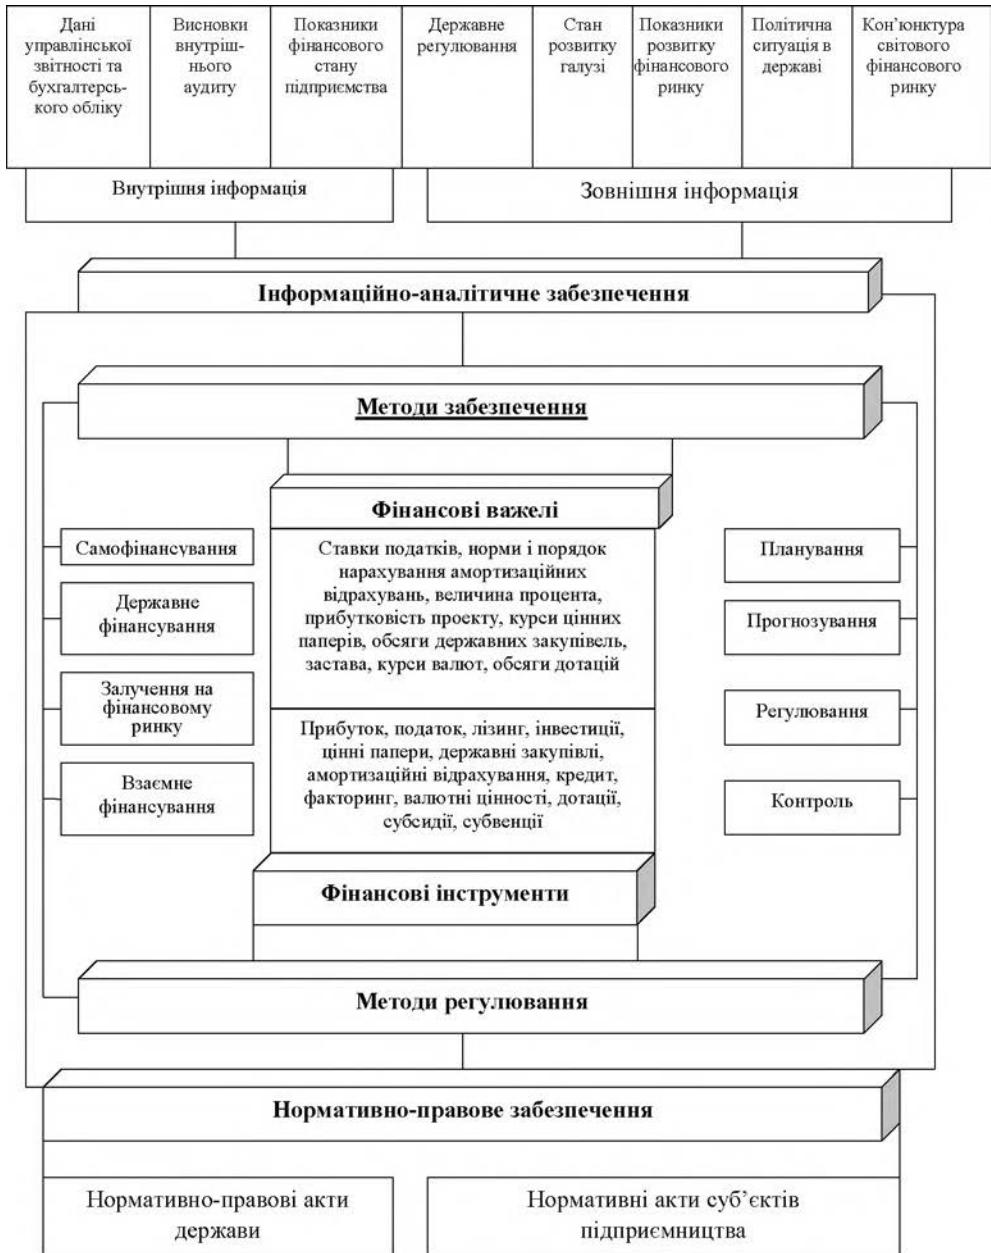 Дані
управлінської
звітності та
бухгалтерсь-
кого обліку
Висновки
внутріш-
нього
аудиту
Показники
фінансового
стану
підприємства
Державне
регулювання
Стан
розвитку
галузі
Показники
розвитку
фінансового
ринку
Політична
ситуація в
державі
Кон’юнктура
світового
фінансового
ринку
Внутрішня інформація
Зовнішня інформація
Інформаційно-аналітичне забезпечення
Методи забезпечення
Фінансові важелі
Самофінансування
Державне
фінансування
Залучення на
фінансовому
ринку
Взаємне
фінансування
Ставки податків, норми і порядок
нарахування амортизаційних
відрахувань, величина процента,
прибутковість проекту, курси цінних
паперів, обсяги державних закупівель,
застава, курси валют, обсяги дотацій
Прибуток, податок, лізинг, інвестиції,
цінні папери, державні закупівлі,
амортизаційні відрахування, кредит,
факторинг, валютні цінності, дотації,
субсидії, субвенції
Планування
Прогнозування
Регулювання
Контроль
Фінансові інструменти
Методи регулювання
Нормативно-правове забезпечення
Нормативно-правові акти
держави
Нормативні акти суб’єктів
підприємництва